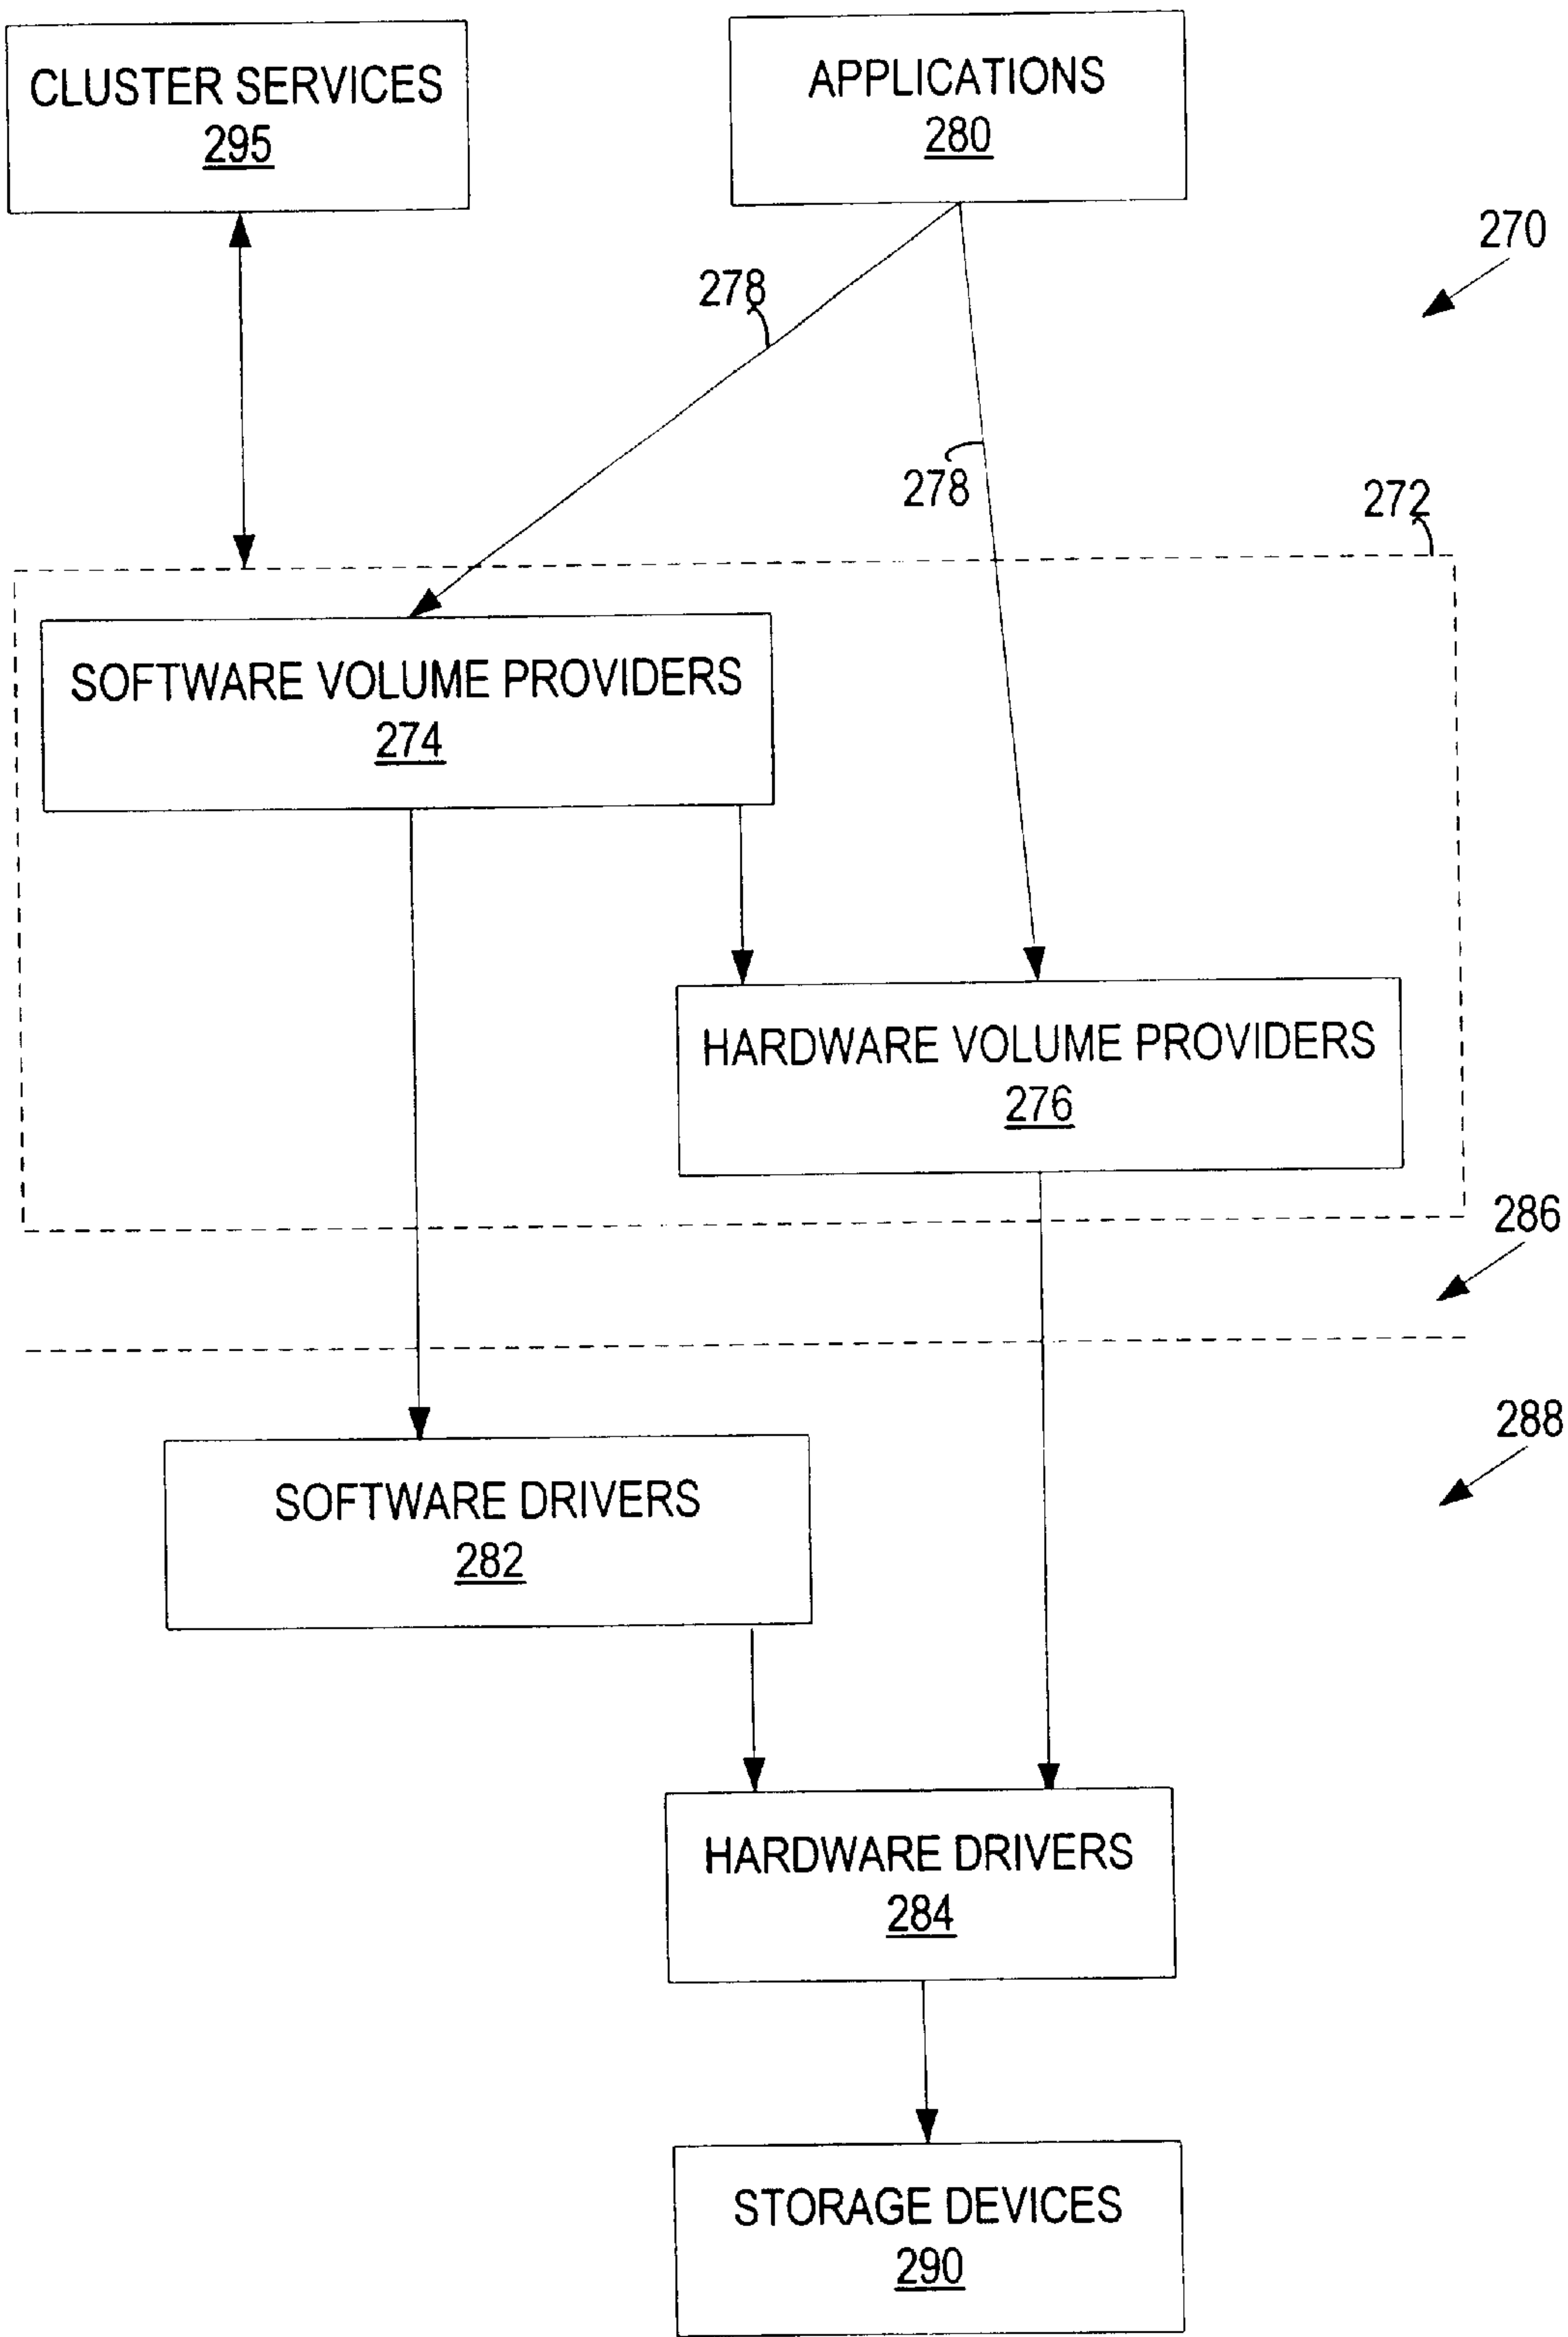 CLUSTER SERVICES
295
APPLICATIONS
280
270
278
278
272
SOFTWARE VOLUME PROVIDERS
274
HARDWARE VOLUME PROVIDERS
276
286
288
SOFTWARE DRIVERS
282
HARDWARE DRIVERS
284
STORAGE DEVICES
290